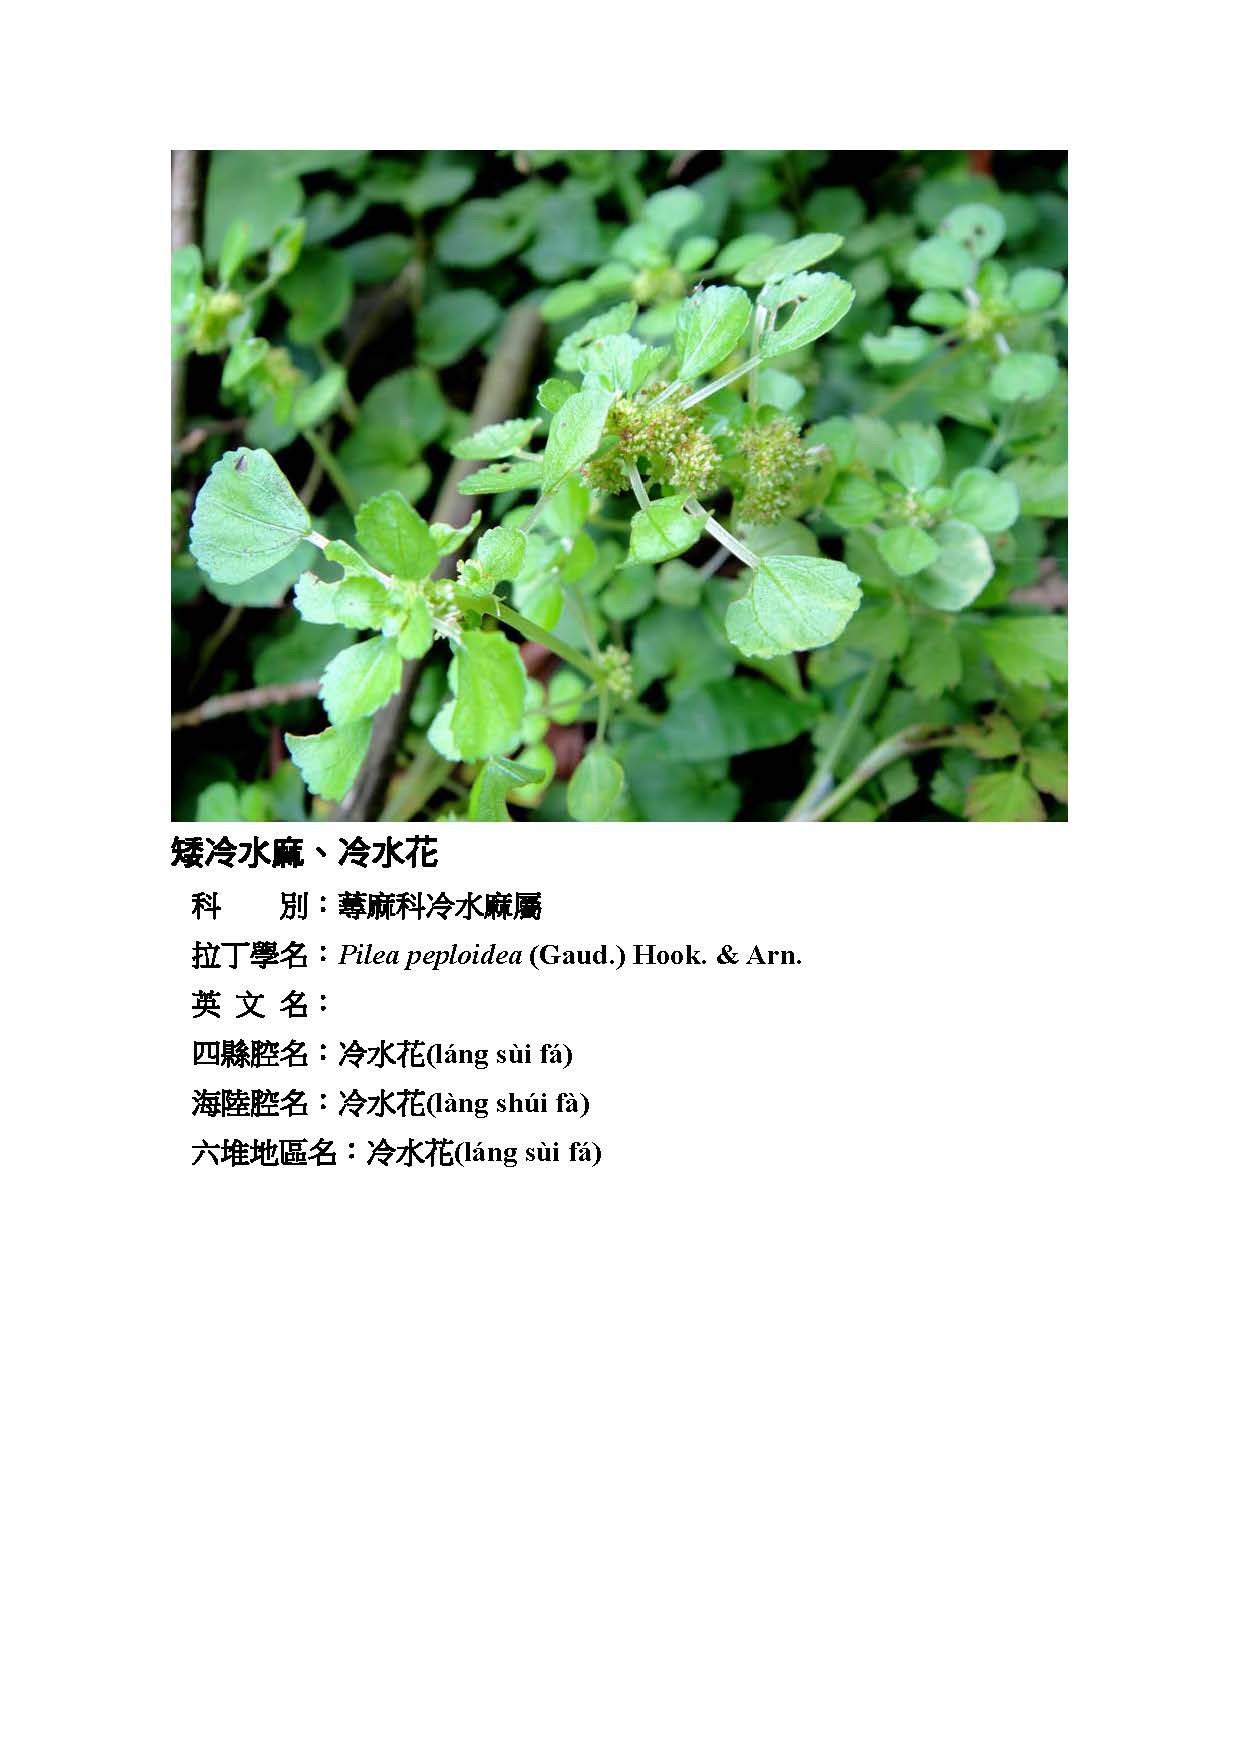 矮冷水麻、冷水花
科　　別：蕁麻科冷水麻屬
拉丁學名：Pilea peploidea (Gaud.) Hook. & Arn.
英 文 名：
四縣腔名：冷水花(láng sùi fá)
海陸腔名：冷水花(làng shúi fà)
六堆地區名：冷水花(láng sùi fá)